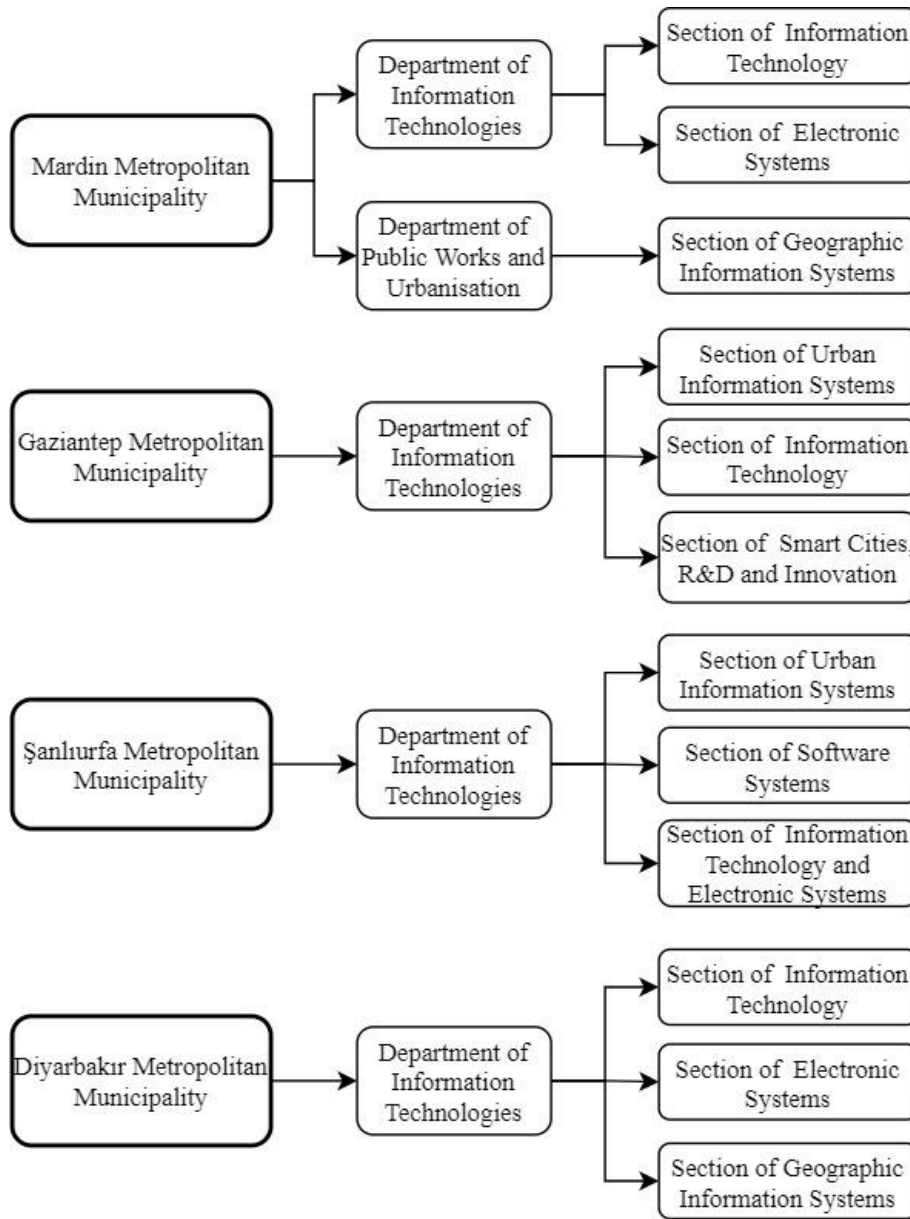 Mardin Metropolitan
Municipality
Department of
Information
Technologies
Section of Information
Technology
Section of Electronic
Systems
Department of
Public Works and
Urbanisation
Section of Geographic
Information Systems
Gaziantep Metropolitan
Municipality
Department of
Information
Technologies
Section of Urban
Information Systems
Section of Information
Technology
Section of Smart Cities,
R&D and Innovation
Şanlıurfa Metropolitan
Municipality
Department of
Information
Technologies
Section of Urban
Information Systems
Section of Software
Systems
Section of Information
Technology and
Electronic Systems
Diyarbakır Metropolitan
Municipality
Department of
Information
Technologies
Section of Information
Technology
Section of Electronic
Systems
Section of Geographic
Information Systems